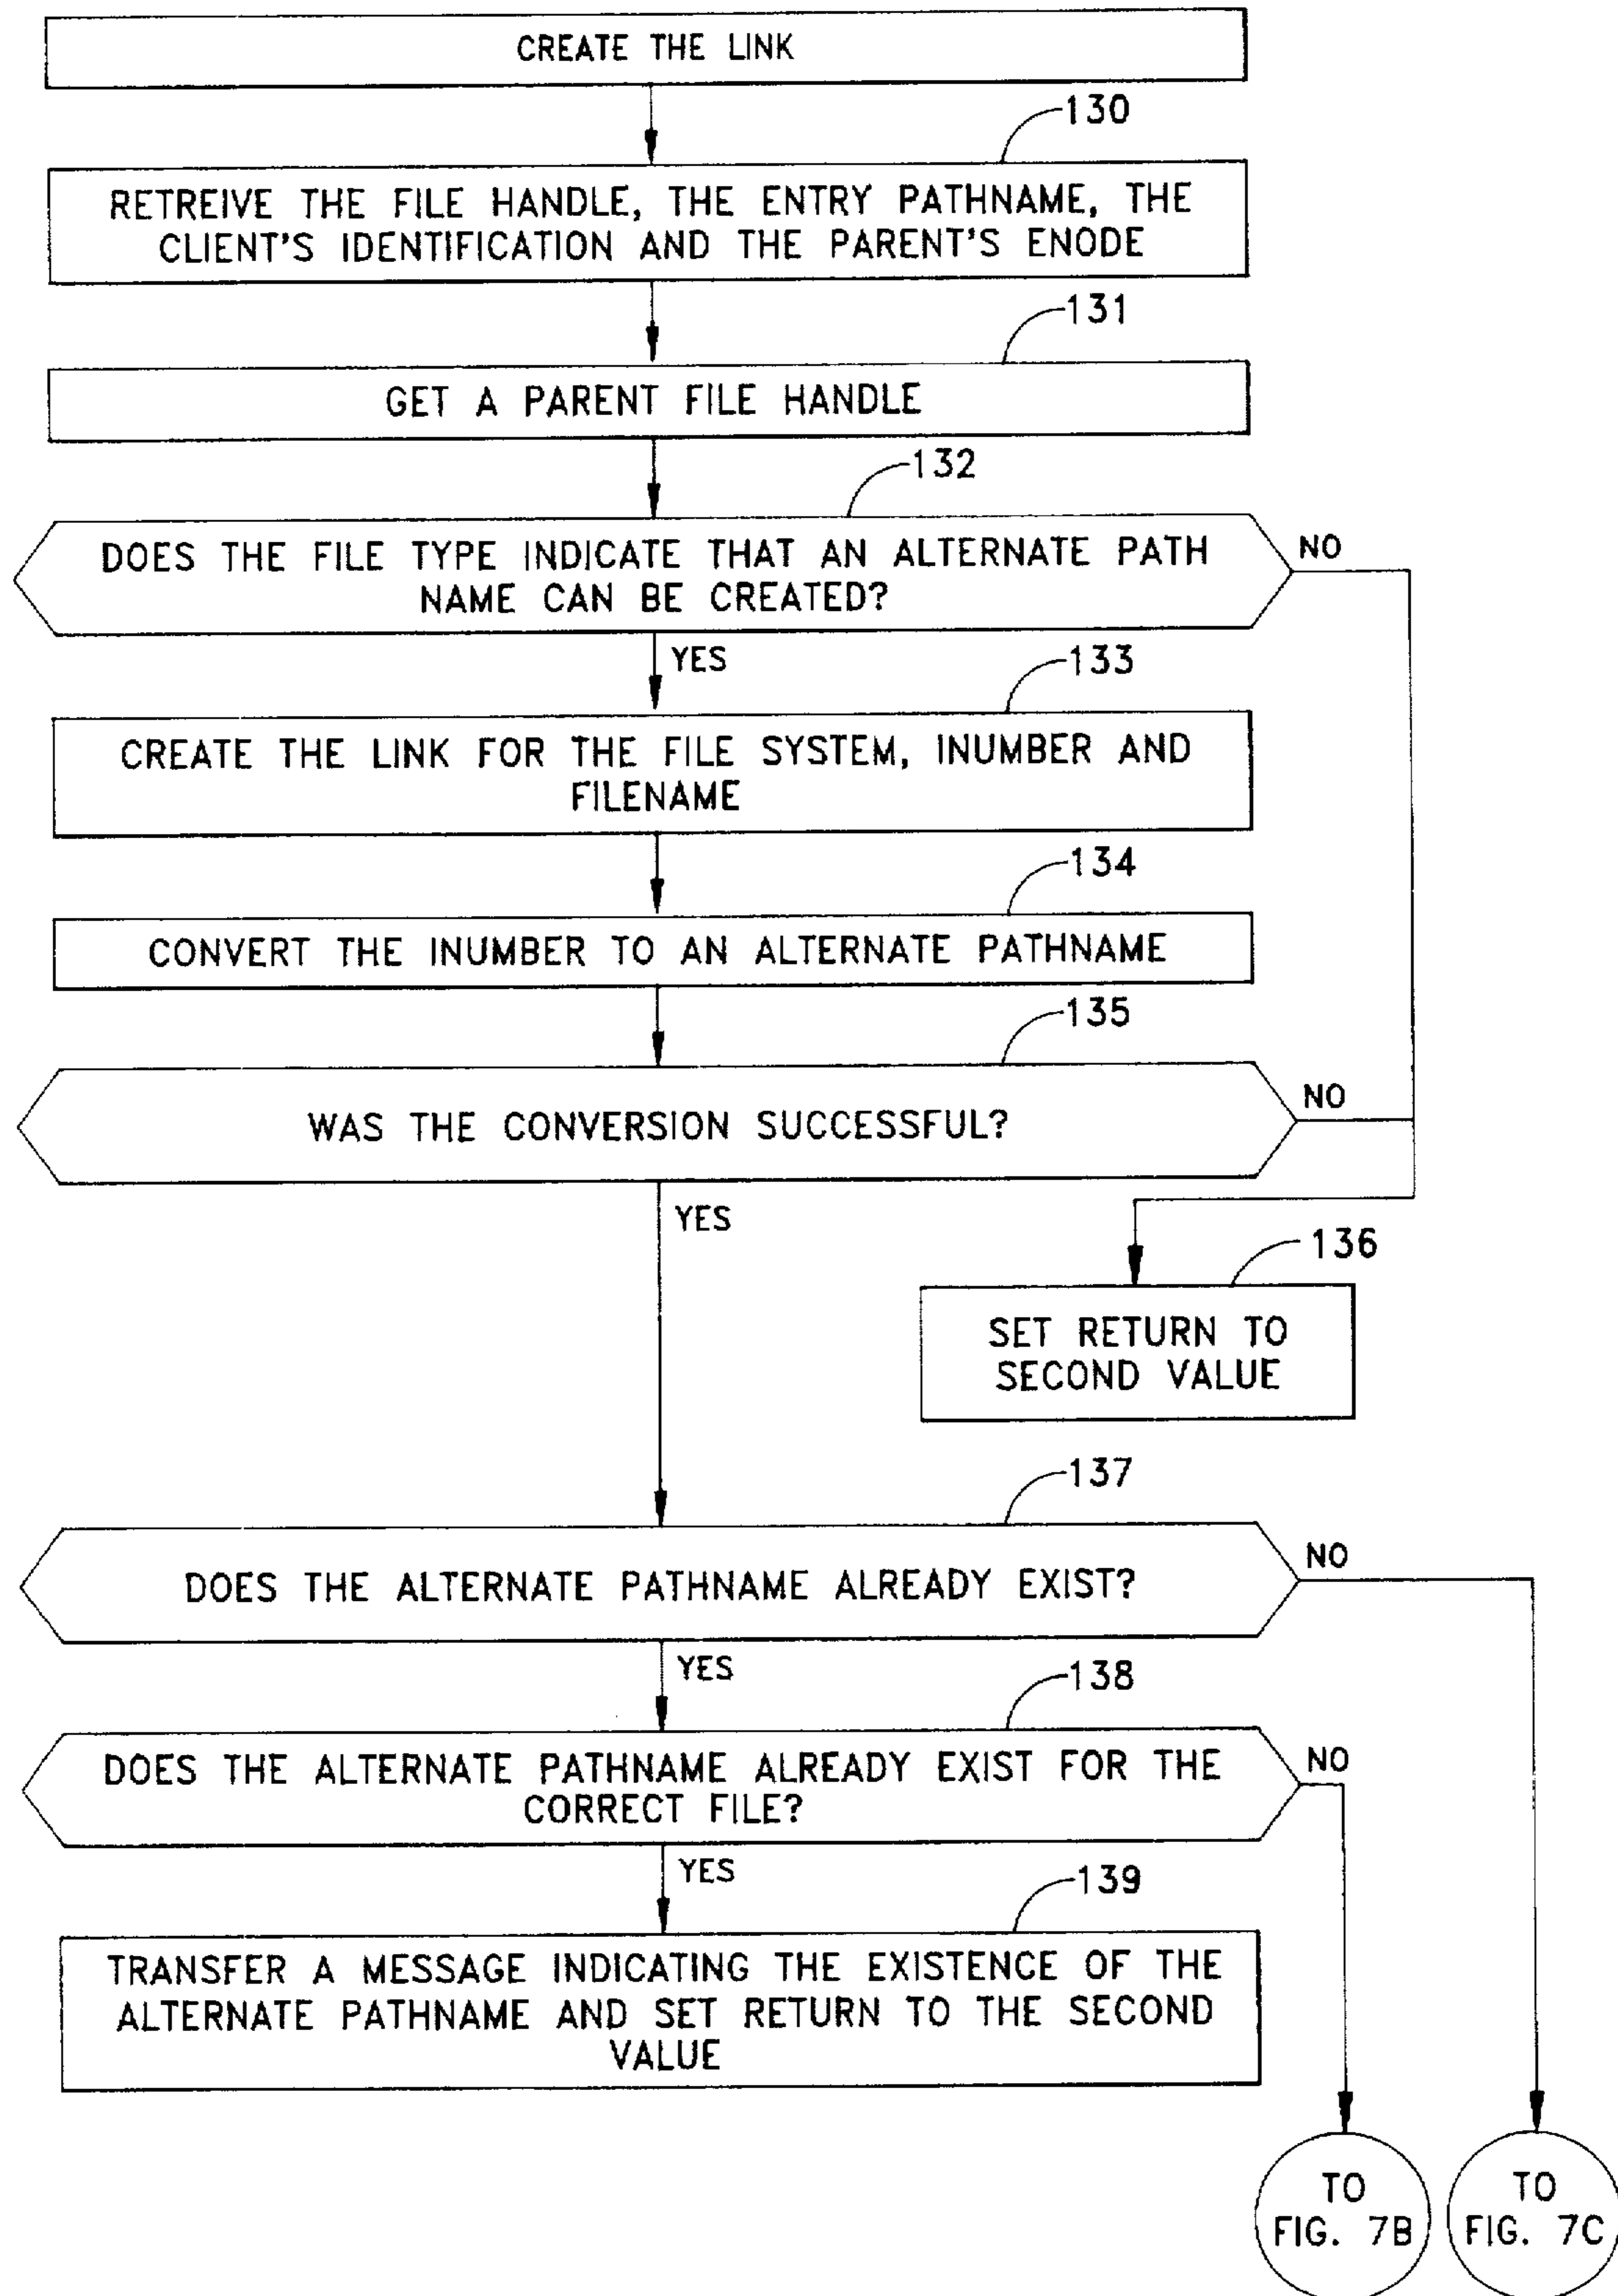 CREATE THE LINK
130
RETREIVE THE FILE HANDLE, THE ENTRY PATHNAME, THE
CLIENT'S IDENTIFICATION AND THE PARENT'S ENODE
131
GET A PARENT FILE HANDLE
132
DOES THE FILE TYPE INDICATE THAT AN ALTERNATE PATH
NAME CAN BE CREATED?
NO
YES
133
CREATE THE LINK FOR THE FILE SYSTEM, INUMBER AND
FILENAME
134
CONVERT THE INUMBER TO AN ALTERNATE PATHNAME
135
WAS THE CONVERSION SUCCESSFUL?
NO
YES
136
SET RETURN TO
SECOND VALUE
137
DOES THE ALTERNATE PATHNAME ALREADY EXIST?
NO
YES
138
DOES THE ALTERNATE PATHNAME ALREADY EXIST FOR THE
CORRECT FILE?
NO
YES
139
TRANSFER A MESSAGE INDICATING THE EXISTENCE OF THE
ALTERNATE PATHNAME AND SET RETURN TO THE SECOND
VALUE
TO
FIG. 7B
TO
FIG. 7C